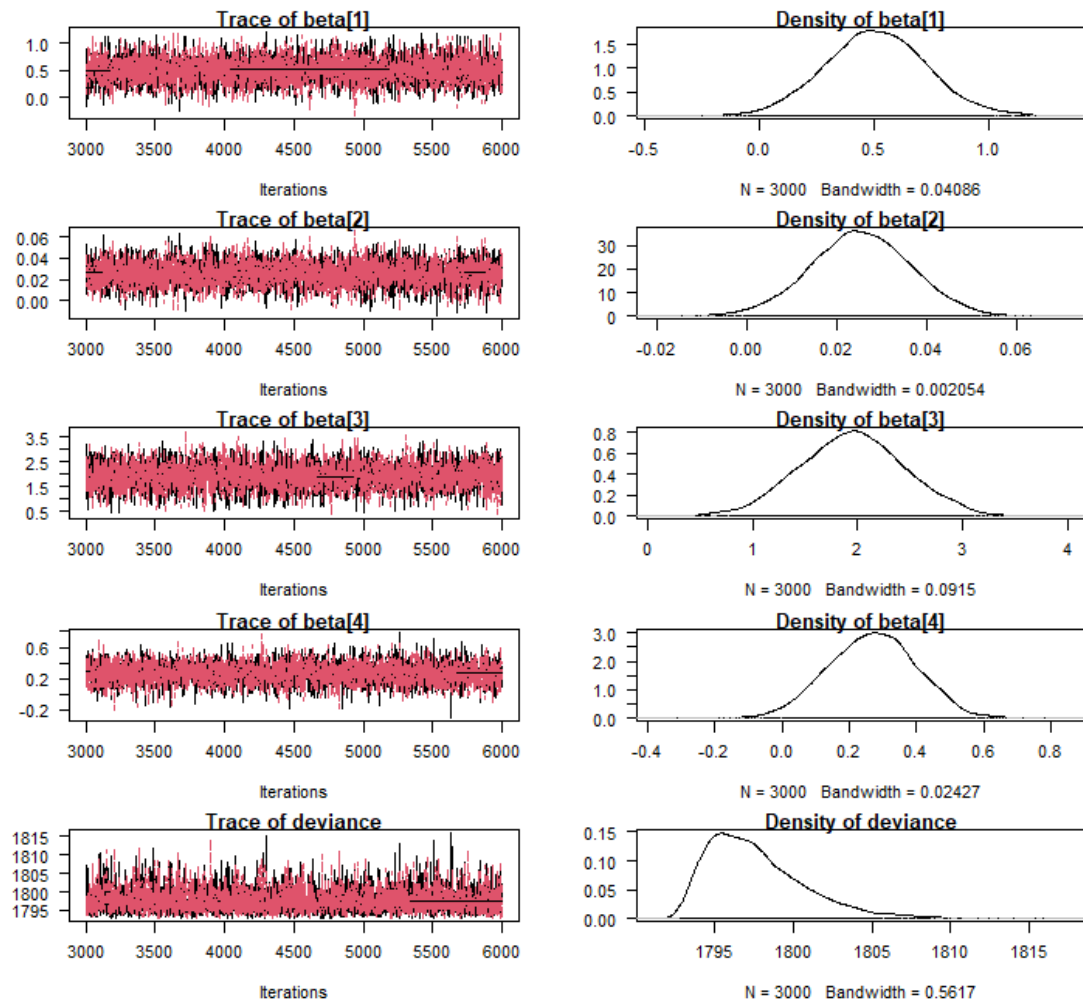 Trace of beta[1]
1.0
0.5
0.0
3000 3500 4000 4500 5000 5500 6000
Iterations
Density of beta[1]
1.5
1.0
0.5
0.0
-0.5 0.0 0.5 1.0
N = 3000 Bandwidth = 0.04086
Trace of beta[2]
0.06
0.04
0.02
0.00
3000 3500 4000 4500 5000 5500 6000
Iterations
Density of beta[2]
30
20
10
0
-0.02 0.00 0.02 0.04 0.06
N = 3000 Bandwidth = 0.002054
Trace of beta[3]
3.5
2.5
1.5
0.5
3000 3500 4000 4500 5000 5500 6000
Iterations
Density of beta[3]
0.8
0.6
0.4
0.2
0.0
0 1 2 3 4
N = 3000 Bandwidth = 0.0915
Trace of beta[4]
0.6
0.2
-0.2
3000 3500 4000 4500 5000 5500 6000
Iterations
Density of beta[4]
3.0
2.0
1.0
0.0
-0.4 -0.2 0.0 0.2 0.4 0.6 0.8
N = 3000 Bandwidth = 0.02427
Trace of deviance
1815
1810
1805
1800
1795
3000 3500 4000 4500 5000 5500 6000
Iterations
Density of deviance
0.15
0.10
0.05
0.00
1795 1800 1805 1810 1815
N = 3000 Bandwidth = 0.5617